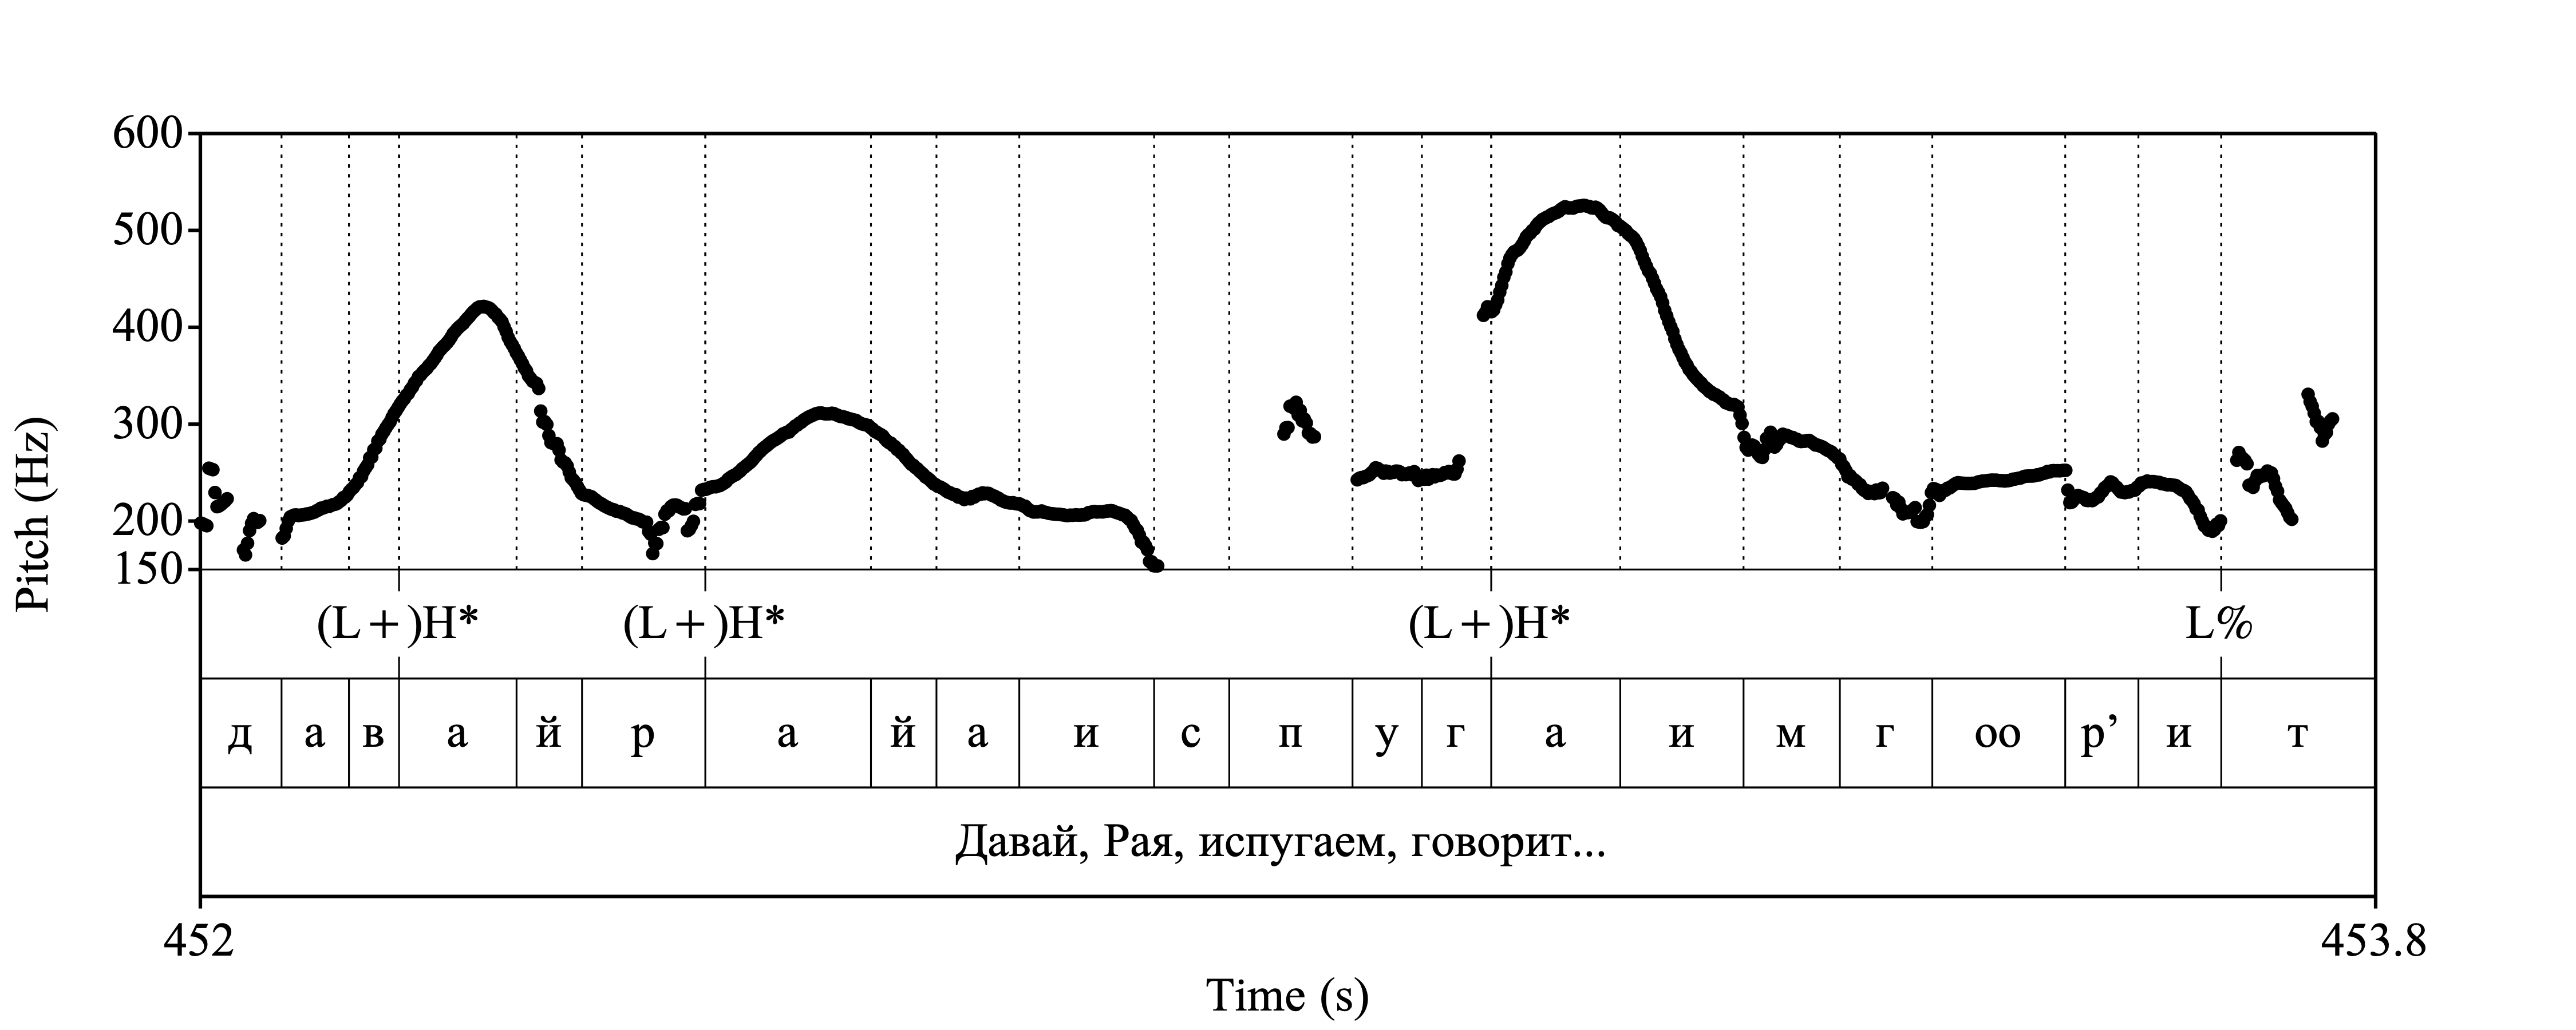 600
500
400
300
200
150
Pitch (Hz)
(L+)H* (L+)H* (L+)H* L%
д а в а й р а й а и с п у г а и м г оо р’ и т
Давай, Рая, испугаем, говорит...
452 453.8
Time (s)